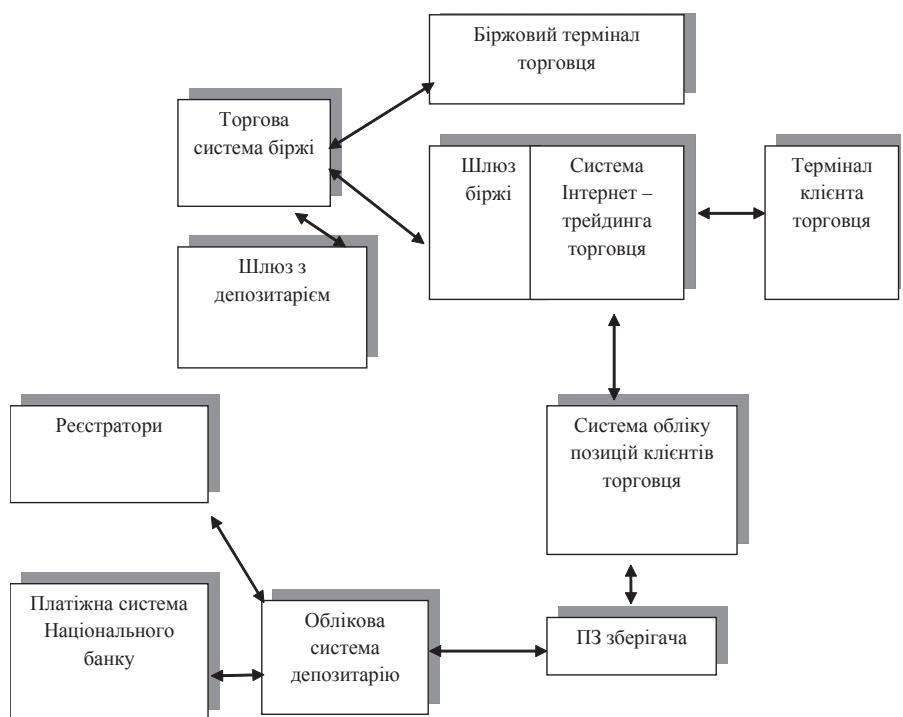 Біржовий термінал
торговця
Торгова
система біржі
Шлюз
біржі
Система
Інтернет –
трейдинга
торговця
Термінал
клієнта
торговця
Шлюз з
депозитарієм
Реєстратори
Система обліку
позицій клієнтів
торговця
Платіжна система
Національного
банку
Облікова
система
депозитарію
ПЗ зберігача